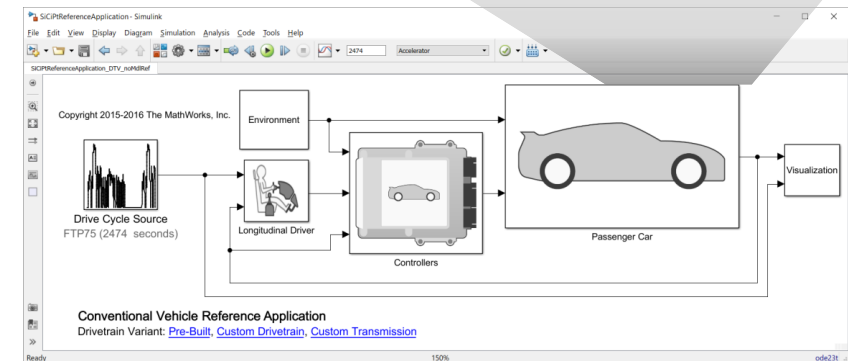 SiCiPtReferenceApplication - Simulink
File Edit View Display Diagram Simulation Analysis Code Tools Help
2474 Accelerator
SiCiPtReferenceApplication_DTV_noMdlRef
Copyright 2015-2016 The MathWorks, Inc.
Environment
Visualization
Drive Cycle Source
FTP75 (2474 seconds)
Longitudinal Driver
Controllers
Passenger Car
Conventional Vehicle Reference Application
Drivetrain Variant: Pre-Built, Custom Drivetrain, Custom Transmission
Ready 150% ode23t